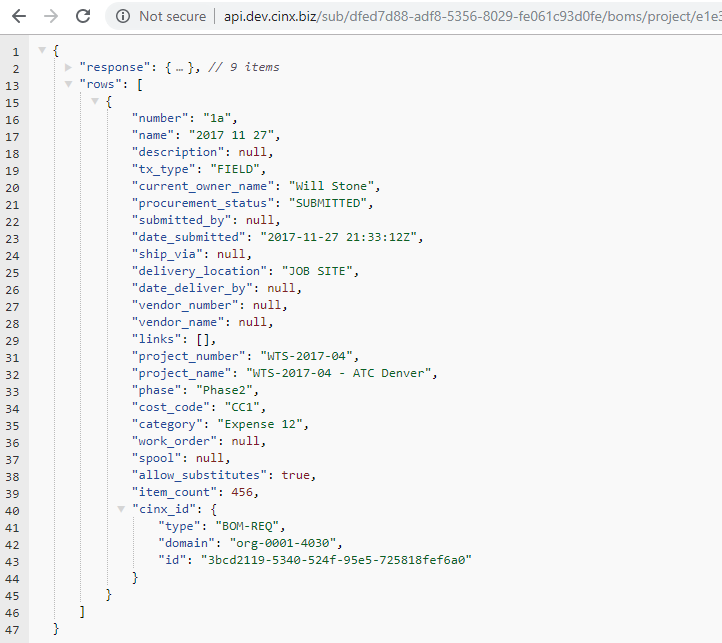 Not secure | api.dev.cinx.biz/sub/dfed7d88-adf8-5356-8029-fe061c93d0fe/boms/project/e1e3
1 {
2 "response": { … }, // 9 items
13 "rows": [
15 {
16 "number": "1a",
17 "name": "2017 11 27",
18 "description": null,
19 "tx_type": "FIELD",
20 "current_owner_name": "Will Stone",
21 "procurement_status": "SUBMITTED",
22 "submitted_by": null,
23 "date_submitted": "2017-11-27 21:33:12Z",
24 "ship_via": null,
25 "delivery_location": "JOB SITE",
26 "date_deliver_by": null,
27 "vendor_number": null,
28 "vendor_name": null,
29 "links": [],
31 "project_number": "WTS-2017-04",
32 "project_name": "WTS-2017-04 - ATC Denver",
33 "phase": "Phase2",
34 "cost_code": "CC1",
35 "category": "Expense 12",
36 "work_order": null,
37 "spool": null,
38 "allow_substitutes": true,
39 "item_count": 456,
40 "cinx_id": {
41 "type": "BOM-REQ",
42 "domain": "org-0001-4030",
43 "id": "3bcd2119-5340-524f-95e5-725818fef6a0"
44 }
45 }
46 ]
47 }